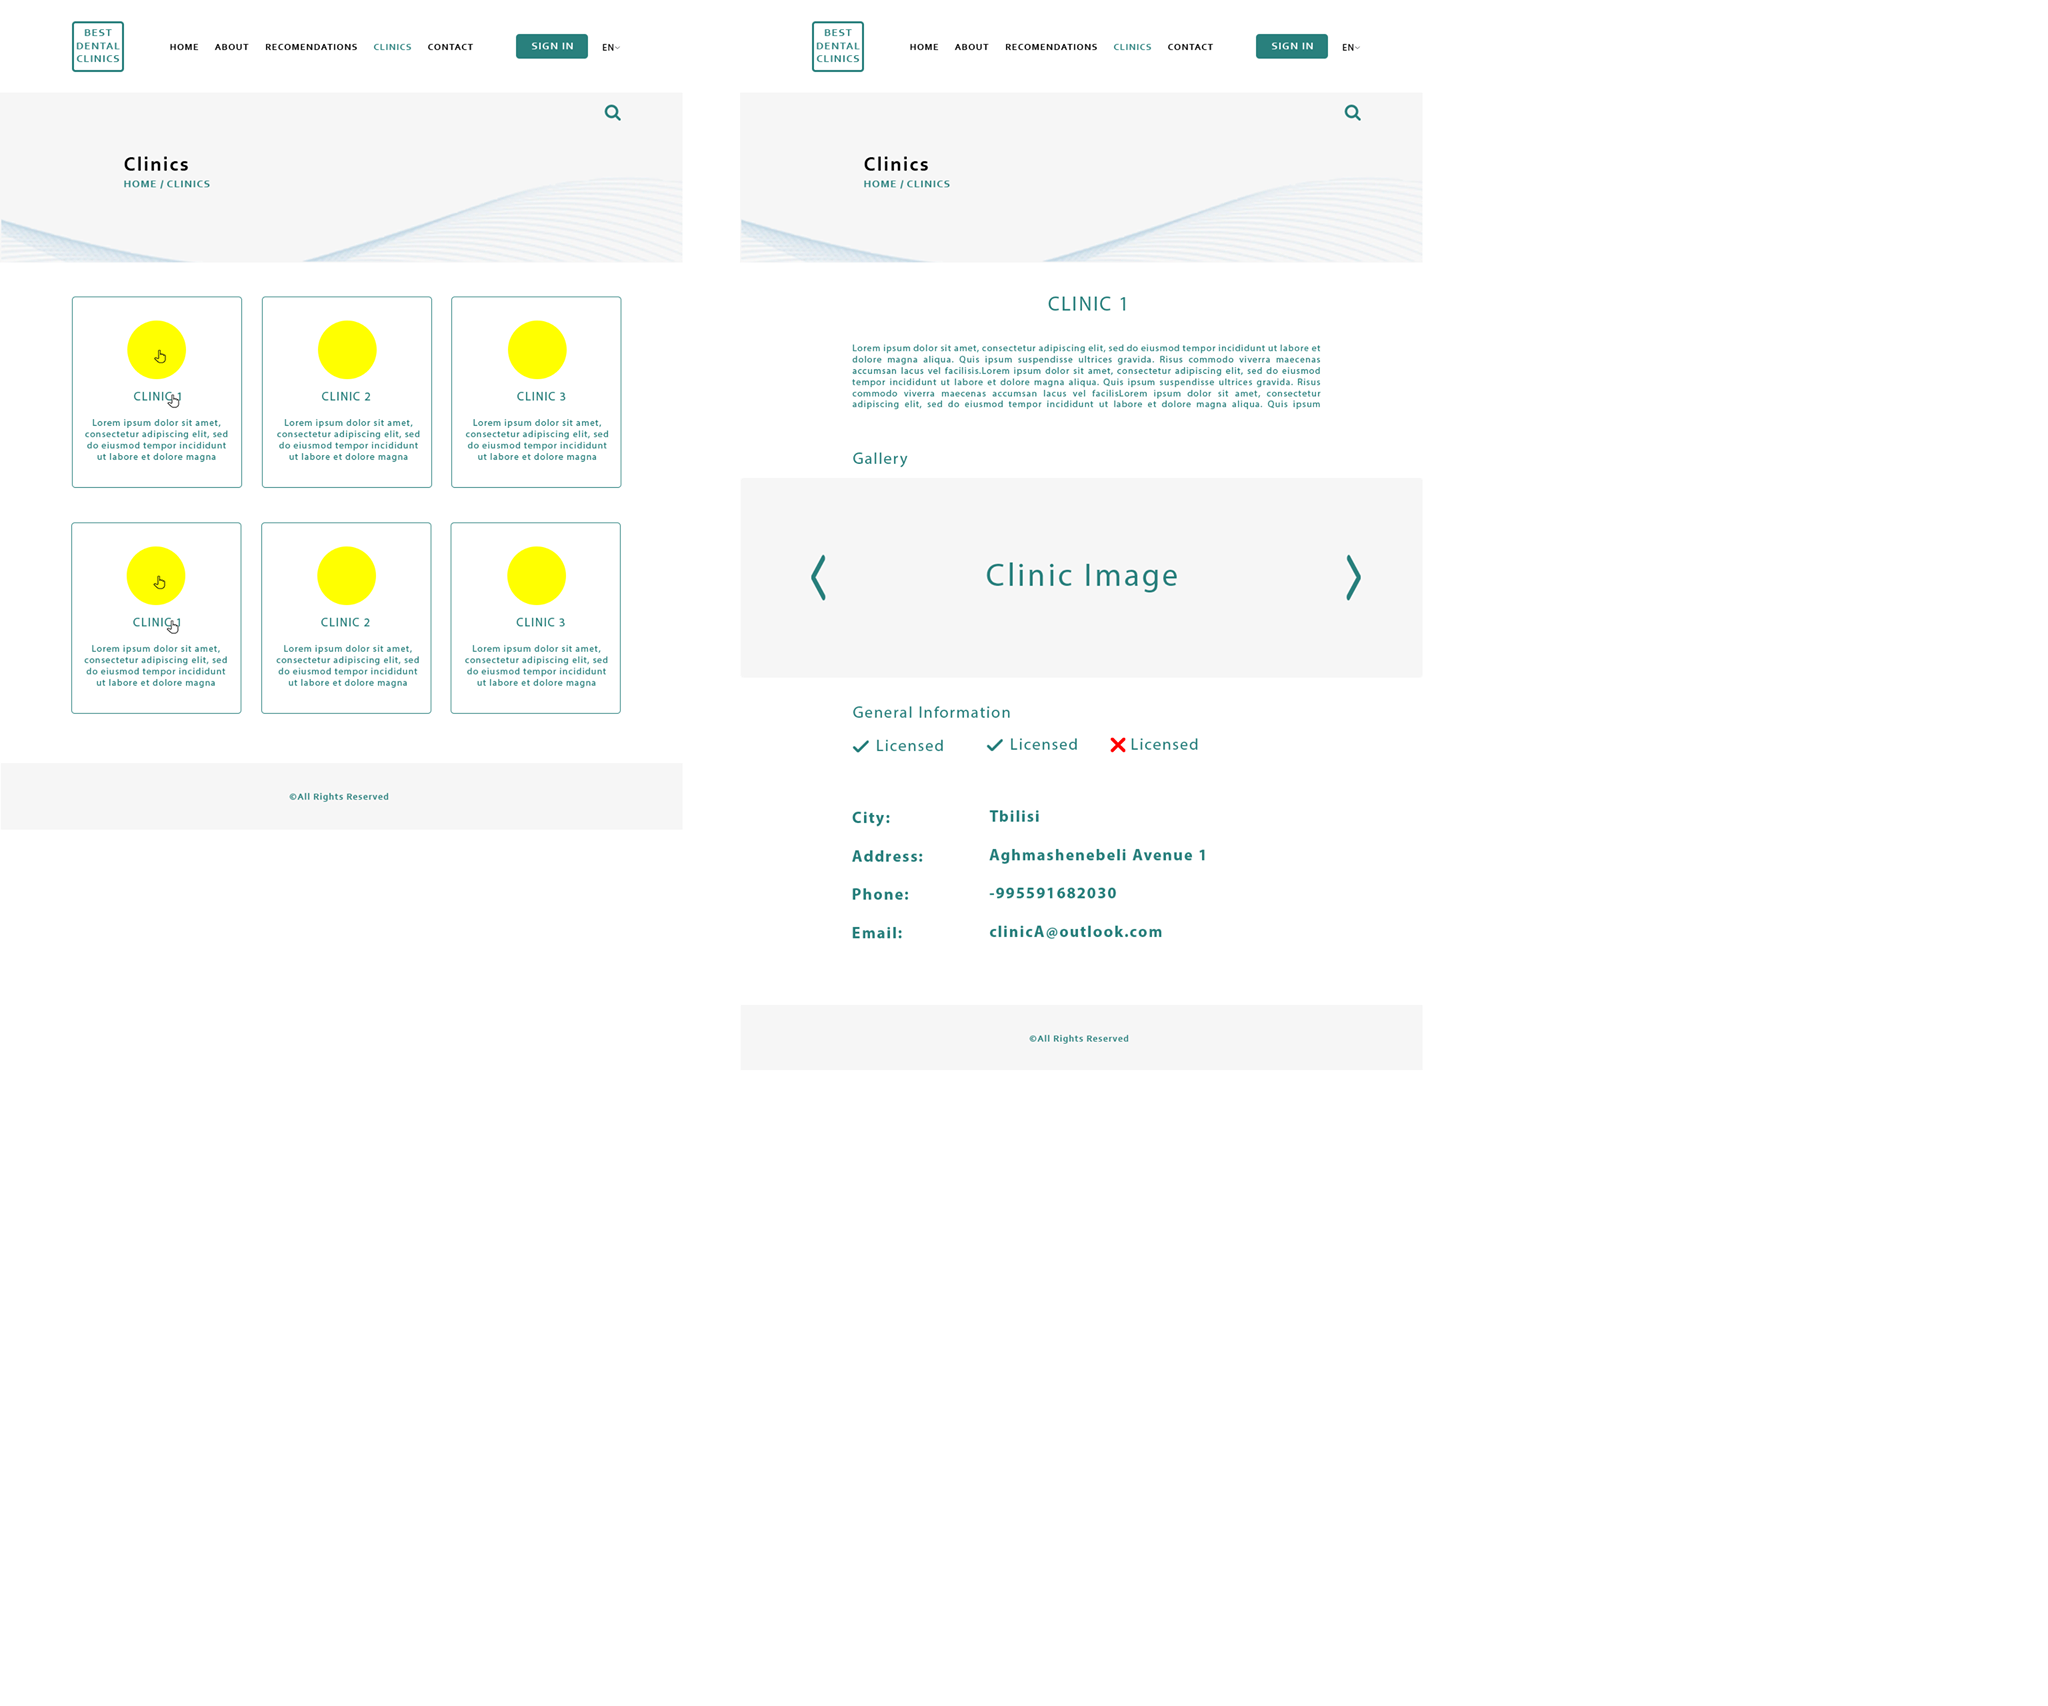 BEST
DENTAL
CLINICS
HOME ABOUT RECOMENDATIONS CLINICS CONTACT SIGN IN EN
Clinics
HOME / CLINICS
CLINIC 1
Lorem ipsum dolor sit amet,
consectetur adipiscing elit, sed
do eiusmod tempor incididunt
ut labore et dolore magna
CLINIC 2
Lorem ipsum dolor sit amet,
consectetur adipiscing elit, sed
do eiusmod tempor incididunt
ut labore et dolore magna
CLINIC 3
Lorem ipsum dolor sit amet,
consectetur adipiscing elit, sed
do eiusmod tempor incididunt
ut labore et dolore magna
CLINIC 1
Lorem ipsum dolor sit amet,
consectetur adipiscing elit, sed
do eiusmod tempor incididunt
ut labore et dolore magna
CLINIC 2
Lorem ipsum dolor sit amet,
consectetur adipiscing elit, sed
do eiusmod tempor incididunt
ut labore et dolore magna
CLINIC 3
Lorem ipsum dolor sit amet,
consectetur adipiscing elit, sed
do eiusmod tempor incididunt
ut labore et dolore magna
©All Rights Reserved
BEST
DENTAL
CLINICS
HOME ABOUT RECOMENDATIONS CLINICS CONTACT SIGN IN EN
Clinics
HOME / CLINICS
CLINIC 1
Lorem ipsum dolor sit amet, consectetur adipiscing elit, sed do eiusmod tempor incididunt ut labore et
dolore magna aliqua. Quis ipsum suspendisse ultrices gravida. Risus commodo viverra maecenas
accumsan lacus vel facilisis.Lorem ipsum dolor sit amet, consectetur adipiscing elit, sed do eiusmod
tempor incididunt ut labore et dolore magna aliqua. Quis ipsum suspendisse ultrices gravida. Risus
commodo viverra maecenas accumsan lacus vel facilisLorem ipsum dolor sit amet, consectetur
adipiscing elit, sed do eiusmod tempor incididunt ut labore et dolore magna aliqua. Quis ipsum
Gallery
Clinic Image
General Information
Licensed Licensed Licensed
City: Tbilisi
Address: Aghmashenebeli Avenue 1
Phone: -995591682030
Email: clinicA@outlook.com
©All Rights Reserved